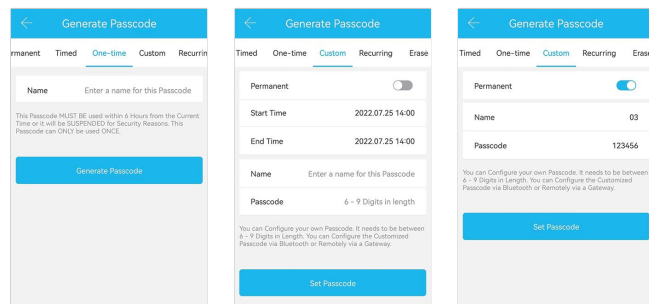 Generate Passcode
rmanent Timed One-time Custom Recurrin
Name Enter a name for this Passcode
This Passcode MUST BE used within 6 Hours from the Current
Time or it will be SUSPENDED for Security Reasons. This
Passcode can ONLY be used ONCE.
Generate Passcode
Generate Passcode
Timed One-time Custom Recurring Erase
Permanent
Start Time 2022.07.25 14:00
End Time 2022.07.25 14:00
Name Enter a name for this Passcode
Passcode 6 - 9 Digits in length
You can Configure your own Passcode. It needs to be between
6 - 9 Digits in Length. You can Configure the Customized
Passcode via Bluetooth or Remotely via a Gateway.
Set Passcode
Generate Passcode
Timed One-time Custom Recurring Erase
Permanent
Name 03
Passcode 123456
You can Configure your own Passcode. It needs to be between
6 - 9 Digits in Length. You can Configure the Customized
Passcode via Bluetooth or Remotely via a Gateway.
Set Passcode